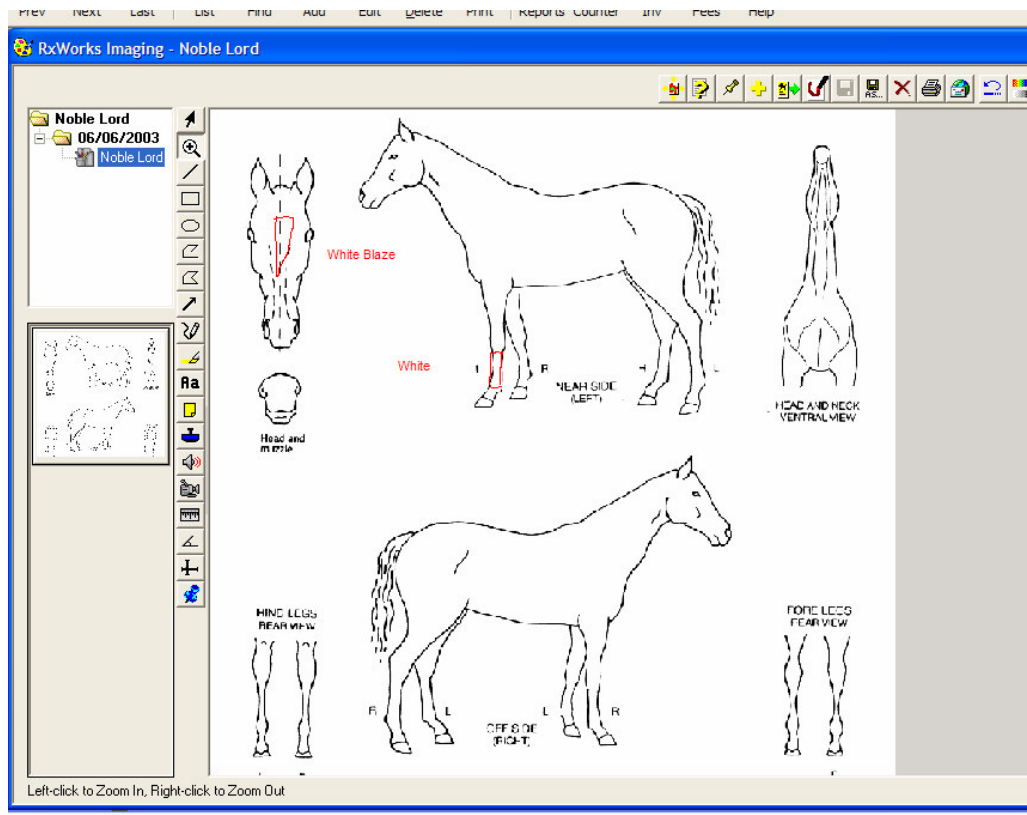 Prev Next Last List Find Add Edit Delete Print Reports Counter Inv Fees Help
RxWorks Imaging - Noble Lord
AS...
Noble Lord
06/06/2003
Noble Lord
Aa
White Blaze
White
L R H L
NEAR SIDE
(LEFT)
HEAD AND NECK
VENTRAL VIEW
Head and
muzzle
HIND LEGS
REAR VIEW
FORE LEGS
REAR VIEW
R L L R
OFF SIDE
(RIGHT)
Left-click to Zoom In, Right-click to Zoom Out